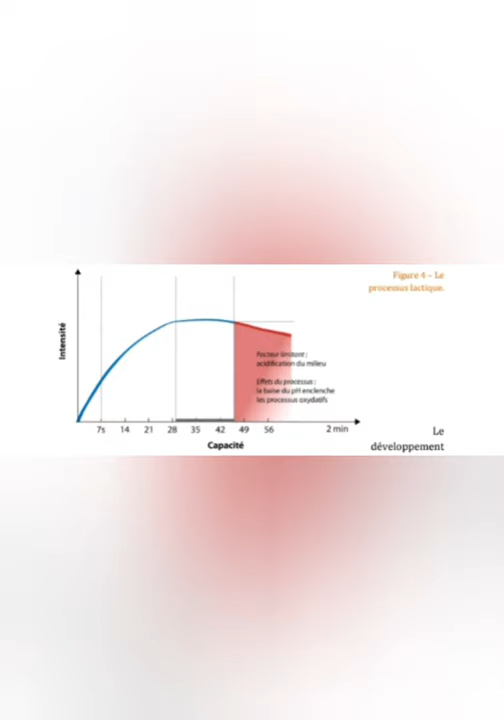 Figure 4 – Le
processus lactique.
Intensité
Facteur limitant :
acidification du milieu
Effets du processus :
la baisse du pH enclenche
les processus oxydatifs
7s 14 21 28 35 42 49 56 2 min
Capacité
Le
développement